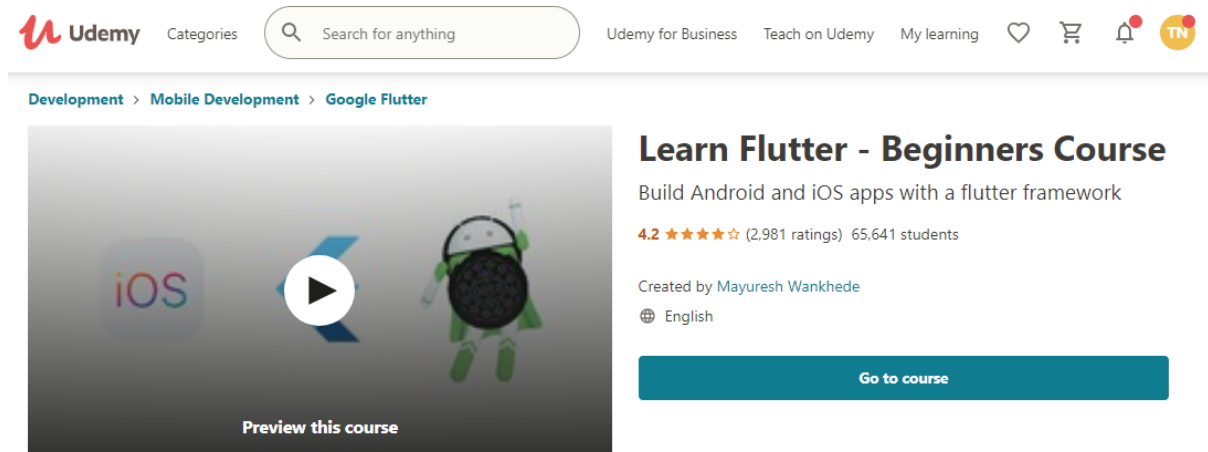 Udemy Categories Search for anything Udemy for Business Teach on Udemy My learning TN
Development > Mobile Development > Google Flutter
Learn Flutter - Beginners Course
Build Android and iOS apps with a flutter framework
4.2 (2,981 ratings) 65,641 students
Created by Mayuresh Wankhede
English
Go to course
iOS
Preview this course